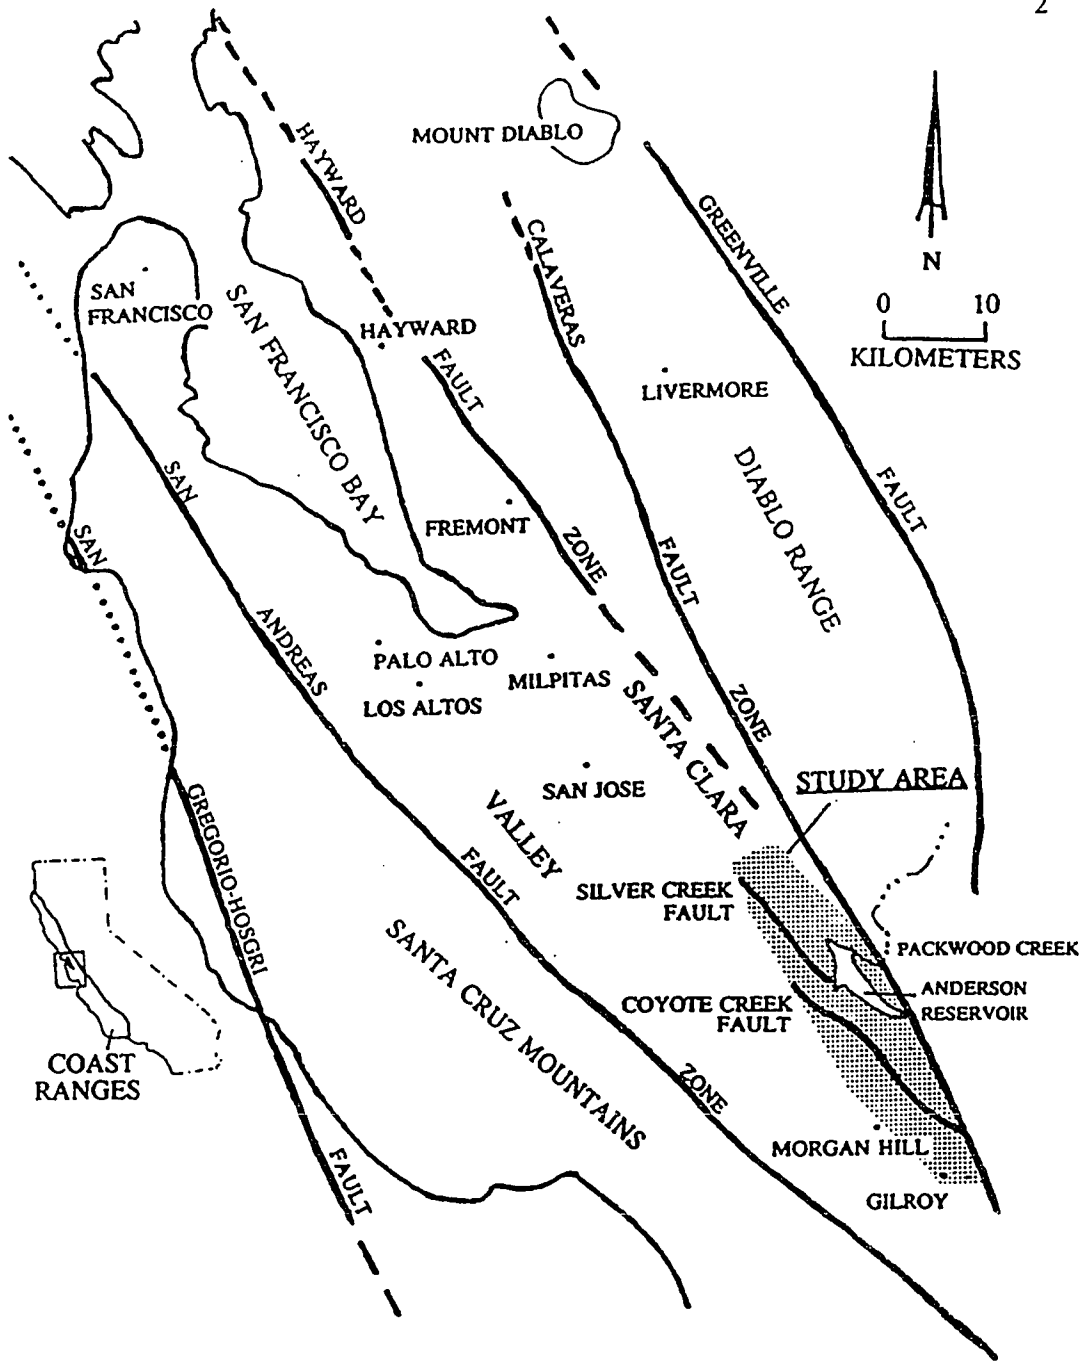 2
HAYWARD
MOUNT DIABLO
GREENVILLE
CALAVERAS
N
SAN
FRANCISCO
SAN FRANCISCO BAY
0 10
KILOMETERS
HAYWARD
FAULT
LIVERMORE
SAN
DIABLO RANGE
FAULT
FREMONT
SAN
ZONE
FAULT
ANDREAS
PALO ALTO
MILPITAS
LOS ALTOS
SANTA CLARA
ZONE
STUDY AREA
SAN JOSE
VALLEY
GREGORIO-HOSGRI
FAULT
SILVER CREEK
FAULT
SANTA CRUZ MOUNTAINS
PACKWOOD CREEK
ANDERSON
RESERVOIR
COYOTE CREEK
FAULT
COAST
RANGES
ZONE
MORGAN HILL
FAULT
GILROY